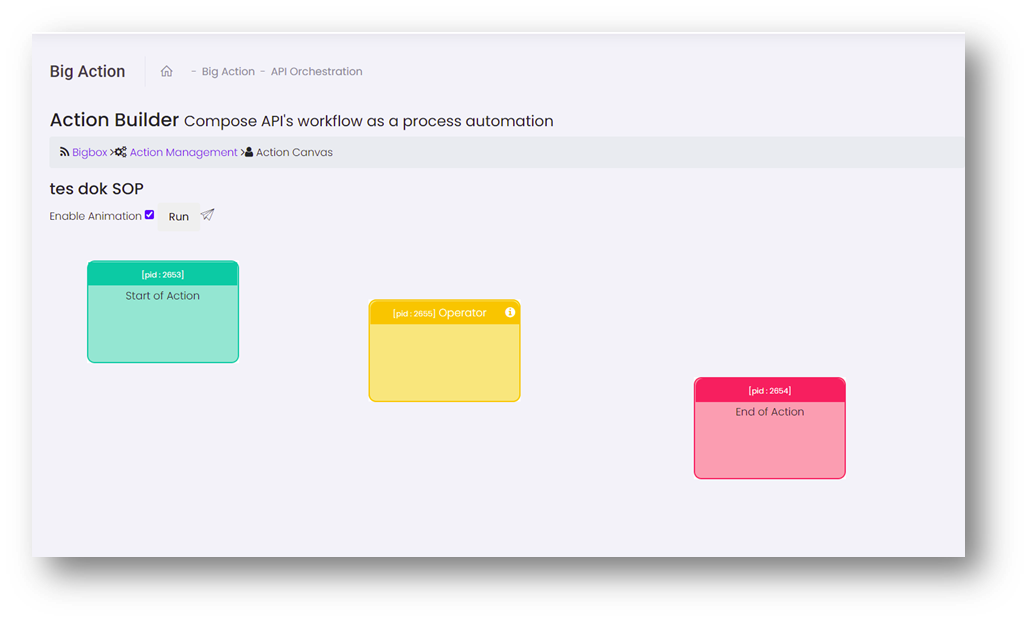 Big Action - Big Action - API Orchestration
Action Builder Compose API's workflow as a process automation
Bigbox > Action Management > Action Canvas
tes dok SOP
Enable Animation Run
[pid : 2653]
Start of Action
[pid : 2655] Operator
[pid : 2654]
End of Action